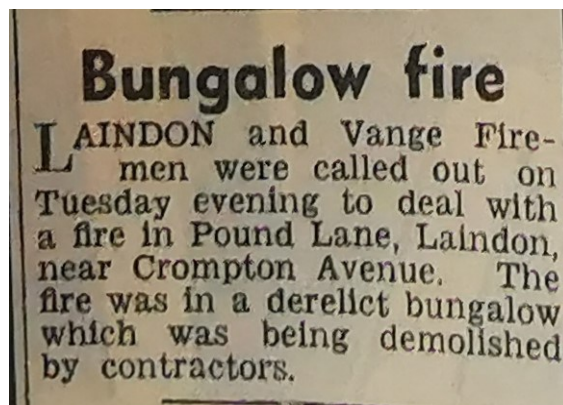 Bungalow fire
LAINDON and Vange Fire-
men were called out on
Tuesday evening to deal with
a fire in Pound Lane, Laindon,
near Crompton Avenue. The
fire was in a derelict bungalow
which was being demolished
by contractors.